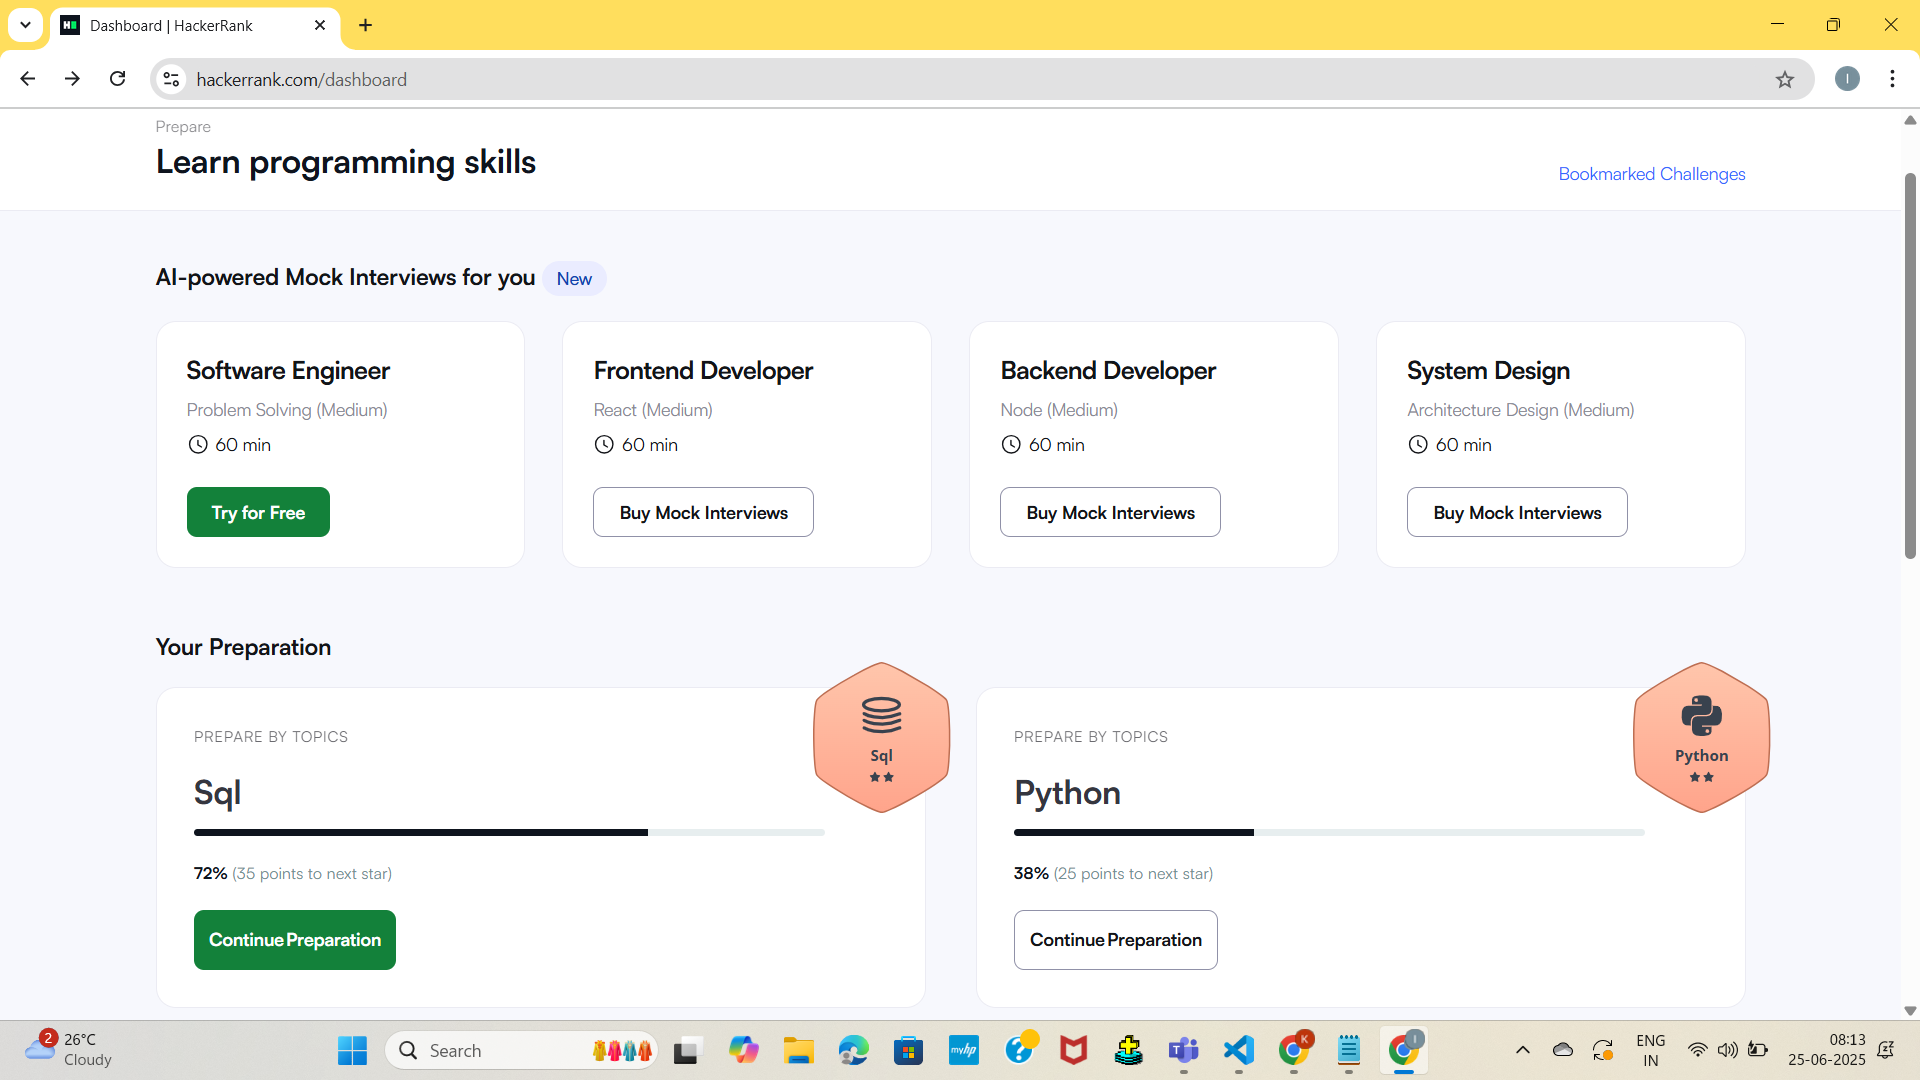 Dashboard | HackerRank
hackerrank.com/dashboard
I
Prepare
Learn programming skills
Bookmarked Challenges
AI-powered Mock Interviews for you New
Software Engineer
Problem Solving (Medium)
60 min
Try for Free
Frontend Developer
React (Medium)
60 min
Buy Mock Interviews
Backend Developer
Node (Medium)
60 min
Buy Mock Interviews
System Design
Architecture Design (Medium)
60 min
Buy Mock Interviews
Your Preparation
PREPARE BY TOPICS
Sql
Sql
72% (35 points to next star)
Continue Preparation
PREPARE BY TOPICS
Python
Python
38% (25 points to next star)
Continue Preparation
2
26°C
Cloudy
Search
myhp
K
I
ENG
IN
08:13
25-06-2025